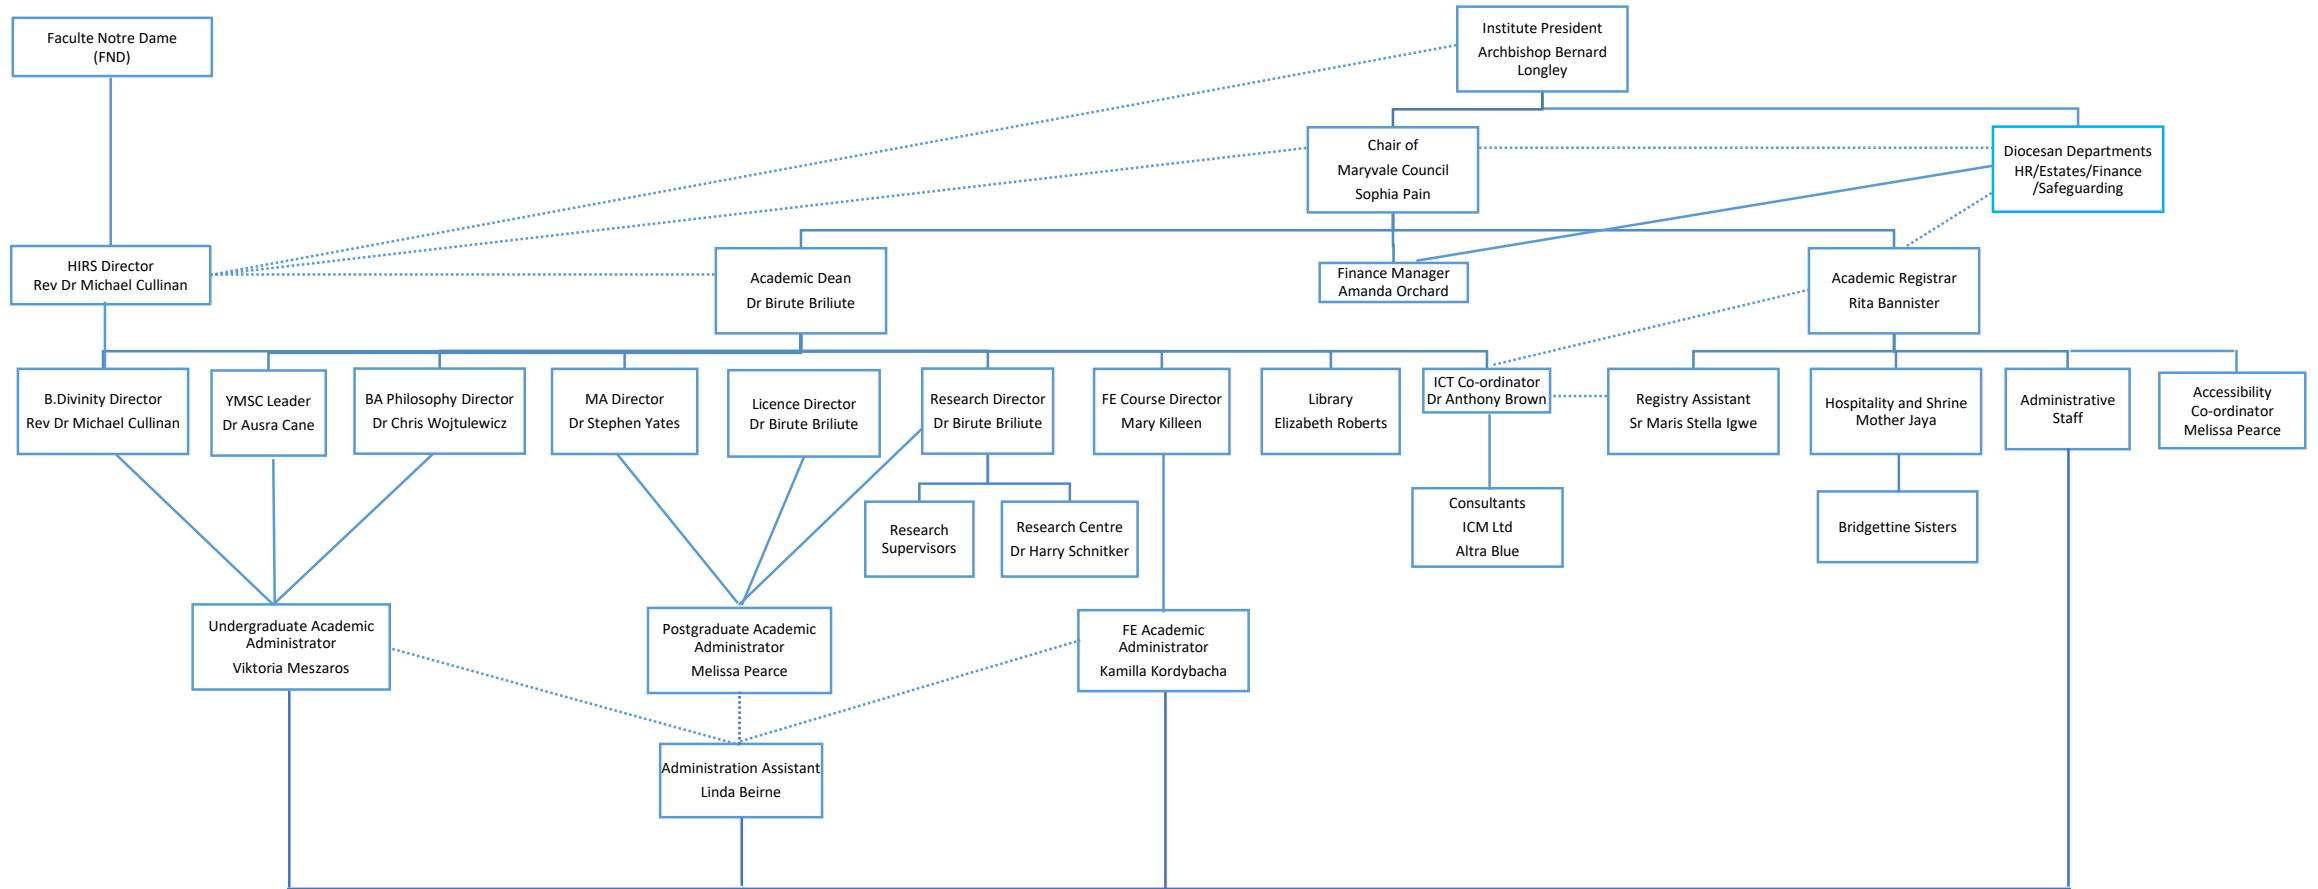 Faculte Notre Dame
(FND)
Institute President
Archbishop Bernard
Longley
Chair of
Maryvale Council
Sophia Pain
Diocesan Departments
HR/Estates/Finance
/Safeguarding
HIRS Director
Rev Dr Michael Cullinan
Academic Dean
Dr Birute Briliute
Finance Manager
Amanda Orchard
Academic Registrar
Rita Bannister
B.Divinity Director
Rev Dr Michael Cullinan
YMSC Leader
Dr Ausra Cane
BA Philosophy Director
Dr Chris Wojtulewicz
MA Director
Dr Stephen Yates
Licence Director
Dr Birute Briliute
Research Director
Dr Birute Briliute
FE Course Director
Mary Killeen
Library
Elizabeth Roberts
ICT Co-ordinator
Dr Anthony Brown
Registry Assistant
Sr Maris Stella Igwe
Hospitality and Shrine
Mother Jaya
Administrative
Staff
Accessibility
Co-ordinator
Melissa Pearce
Research
Supervisors
Research Centre
Dr Harry Schnitker
Consultants
ICM Ltd
Altra Blue
Bridgettine Sisters
Undergraduate Academic
Administrator
Viktoria Meszaros
Postgraduate Academic
Administrator
Melissa Pearce
FE Academic
Administrator
Kamilla Kordybacha
Administration Assistant
Linda Beirne